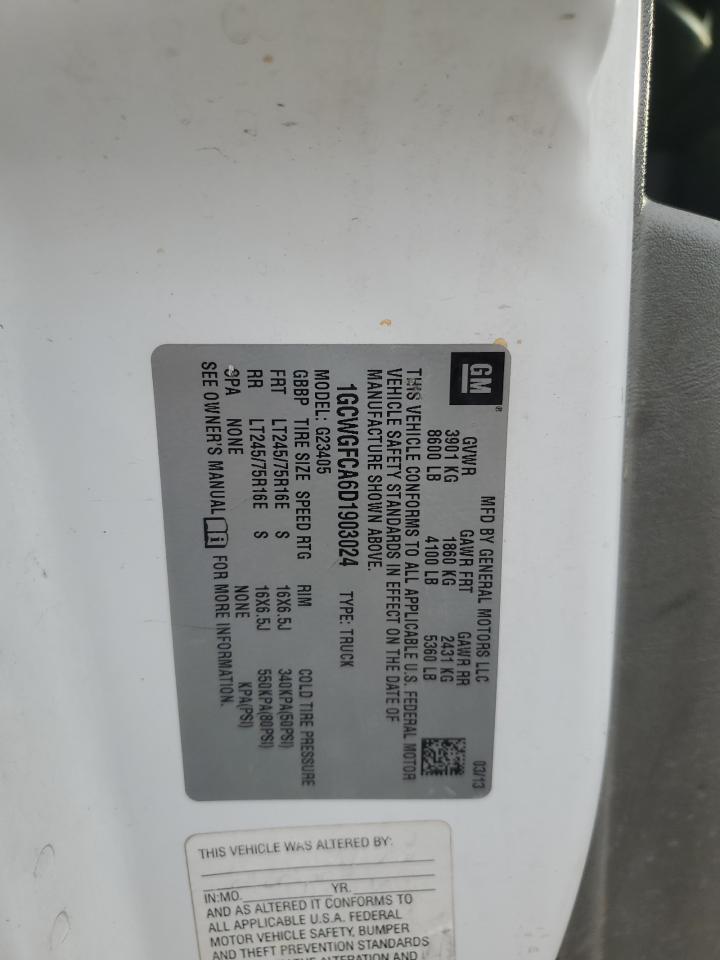 GM
MFD BY GENERAL MOTORS LLC 03/13
GVWR GAWR FRT GAWR RR
3901 KG 1860 KG 2431 KG
8600 LB 4100 LB 5360 LB
THIS VEHICLE CONFORMS TO ALL APPLICABLE U.S. FEDERAL MOTOR
VEHICLE SAFETY STANDARDS IN EFFECT ON THE DATE OF
MANUFACTURE SHOWN ABOVE.
1GCWGFCA6D1903024 TYPE: TRUCK
MODEL: G23405
GBBP TIRE SIZE SPEED RTG RIM COLD TIRE PRESSURE
FRT LT245/75R16E S 16X6.5J 340KPA(50PSI)
RR LT245/75R16E S 16X6.5J 550KPA(80PSI)
SPA NONE NONE KPA(PSI)
SEE OWNER'S MANUAL FOR MORE INFORMATION.
THIS VEHICLE WAS ALTERED BY:
IN:MO. YR.
AND AS ALTERED IT CONFORMS TO
ALL APPLICABLE U.S.A. FEDERAL
MOTOR VEHICLE SAFETY, BUMPER
AND THEFT PREVENTION STANDARDS
THE ALTERATION AND